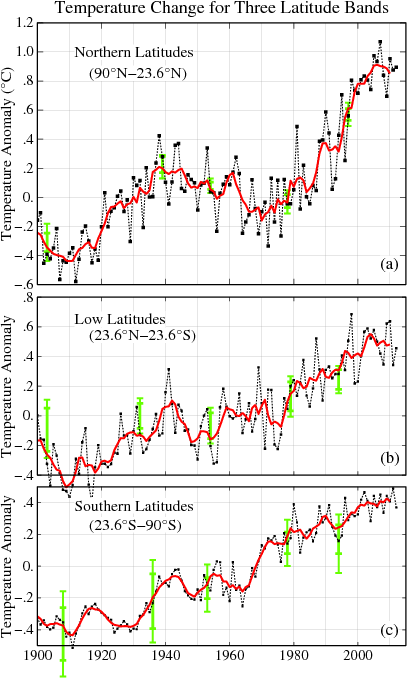 Temperature Change for Three Latitude Bands
1.2
1.0
.8
.6
.4
.2
0.
-.2
-.4
-.6
Temperature Anomaly (°C)
Northern Latitudes
(90°N–23.6°N)
(a)
.8
.6
.4
.2
0.
-.2
-.4
Temperature Anomaly
Low Latitudes
(23.6°N–23.6°S)
(b)
.4
.2
0.
-.2
-.4
Temperature Anomaly
Southern Latitudes
(23.6°S–90°S)
(c)
1900 1920 1940 1960 1980 2000